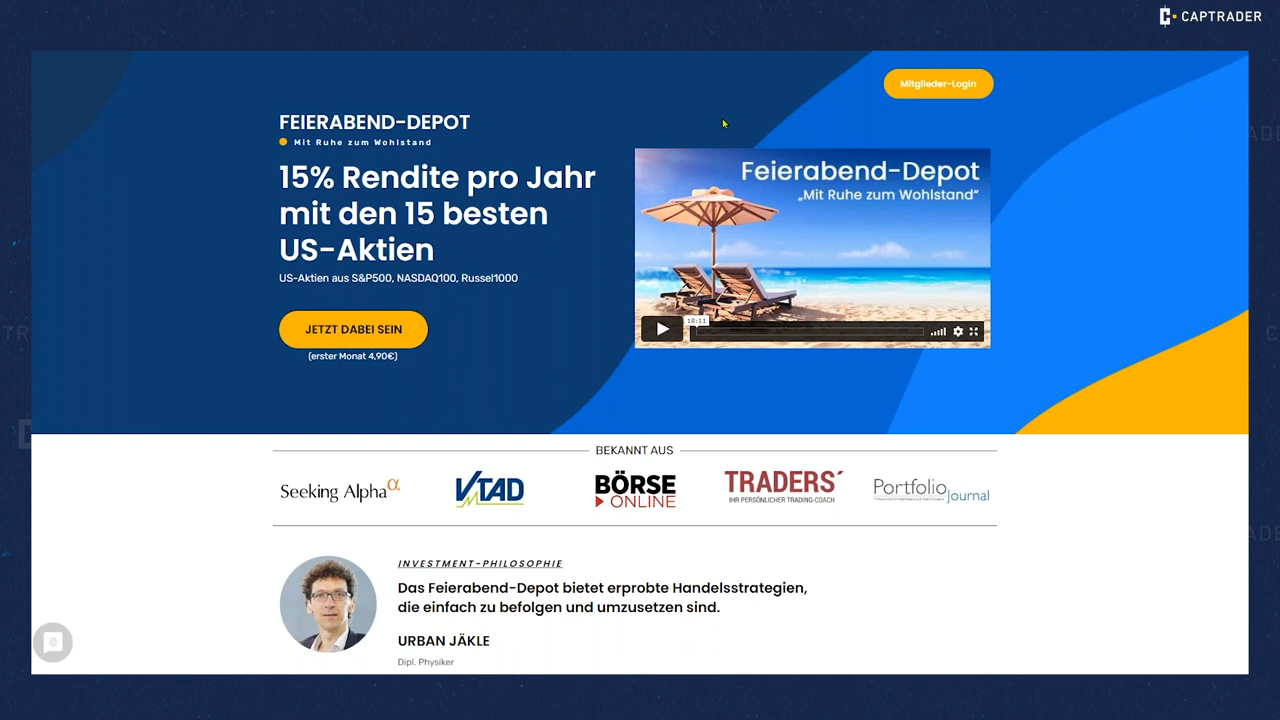 CAPTRADER
Mitglieder-Login
FEIERABEND-DEPOT
Mit Ruhe zum Wohlstand
15% Rendite pro Jahr
mit den 15 besten
US-Aktien
US-Aktien aus S&P500, NASDAQ100, Russel1000
JETZT DABEI SEIN
(erster Monat 4,90€)
Feierabend-Depot
„Mit Ruhe zum Wohlstand“
18:11
BEKANNT AUS
Seeking Alpha α
VTAD
BÖRSE
ONLINE
TRADERS´
IHR PERSÖNLICHER TRADING-COACH
Portfolio
Journal
INVESTMENT-PHILOSOPHIE
Das Feierabend-Depot bietet erprobte Handelsstrategien,
die einfach zu befolgen und umzusetzen sind.
URBAN JÄKLE
Dipl. Physiker